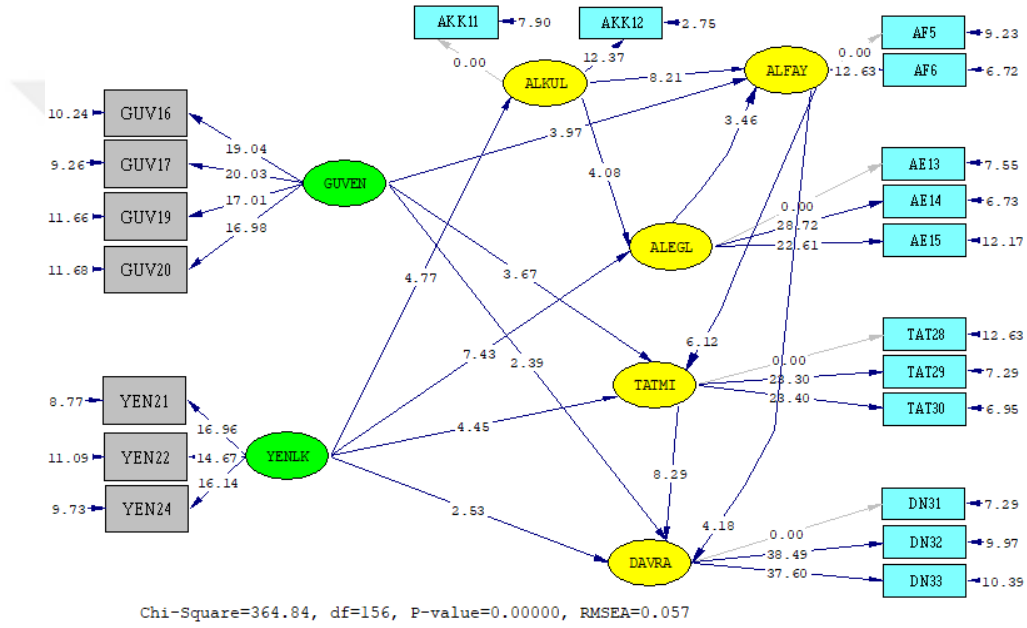 AKK11
7.90
AKK12
2.75
AF5
9.23
0.00
12.37
0.00
ALKUL
8.21
ALFAY
12.63
AF6
6.72
10.24
GUV16
19.04
3.97
3.46
9.26
GUV17
20.03
GUVEN
4.08
AE13
7.55
11.66
GUV19
17.01
0.00
AE14
6.73
16.98
28.72
11.68
GUV20
ALEGL
22.61
AE15
12.17
4.77
3.67
6.12
TAT28
12.63
7.43
2.39
0.00
TATMI
TAT29
7.29
8.77
YEN21
16.96
4.45
23.40
TAT30
6.95
11.09
YEN22
14.67
YENLK
16.14
8.29
9.73
YEN24
2.53
4.18
DN31
7.29
0.00
DN32
9.97
38.49
DAVRA
37.60
DN33
10.39
Chi-Square=364.84, df=156, P-value=0.00000, RMSEA=0.057